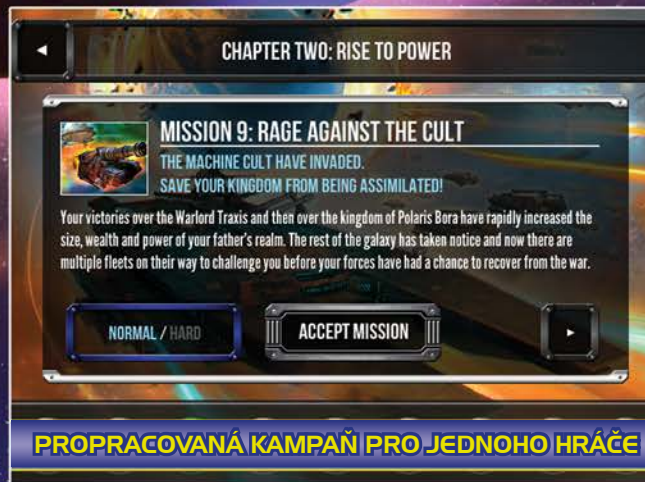 CHAPTER TWO: RISE TO POWER
MISSION 9: RAGE AGAINST THE CULT
THE MACHINE CULT HAVE INVADED.
SAVE YOUR KINGDOM FROM BEING ASSIMILATED!
Your victories over the Warlord Traxis and then over the kingdom of Polaris Bora have rapidly increased the
size, wealth and power of your father's realm. The rest of the galaxy has taken notice and now there are
multiple fleets on their way to challenge you before your forces have had a chance to recover from the war.
NORMAL / HARD
ACCEPT MISSION
PROPRACOVANÁ KAMPAŇ PRO JEDNOHO HRÁČE